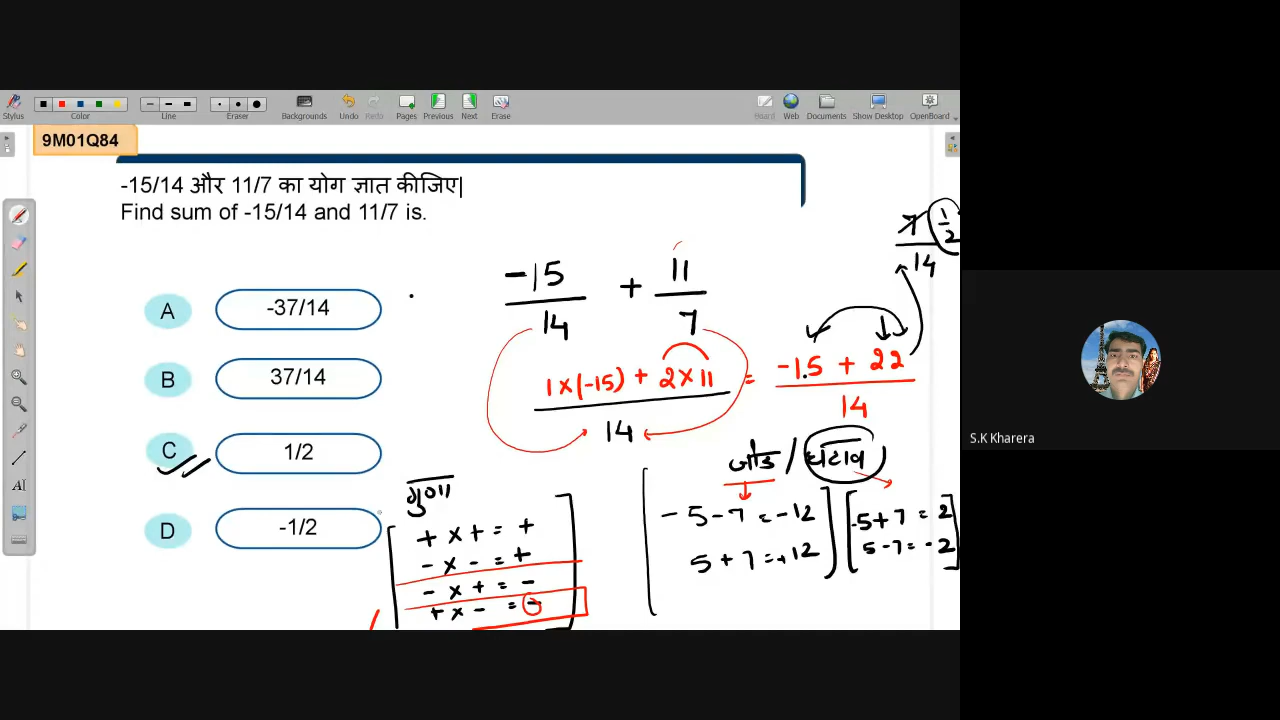 Stylus
Color
Line
Eraser
Backgrounds
Undo
Redo
Pages
Previous
Next
Erase
Board
Web
Documents
Show Desktop
OpenBoard
9M01Q84
-15/14 और 11/7 का योग ज्ञात कीजिए|
Find sum of -15/14 and 11/7 is.
A -37/14
B 37/14
C 1/2
D -1/2
-15/14 + 11/7
1×(-15) + 2×11 / 14 = -15 + 22 / 14
7/14 1/2
गुणा
+ × + = +
- × - = +
- × + = -
+ × - = -
जोड / घटाव
- 5 - 7 = -12
5 + 7 = +12
-5 + 7 = 2
5 - 7 = -2
S.K Kharera